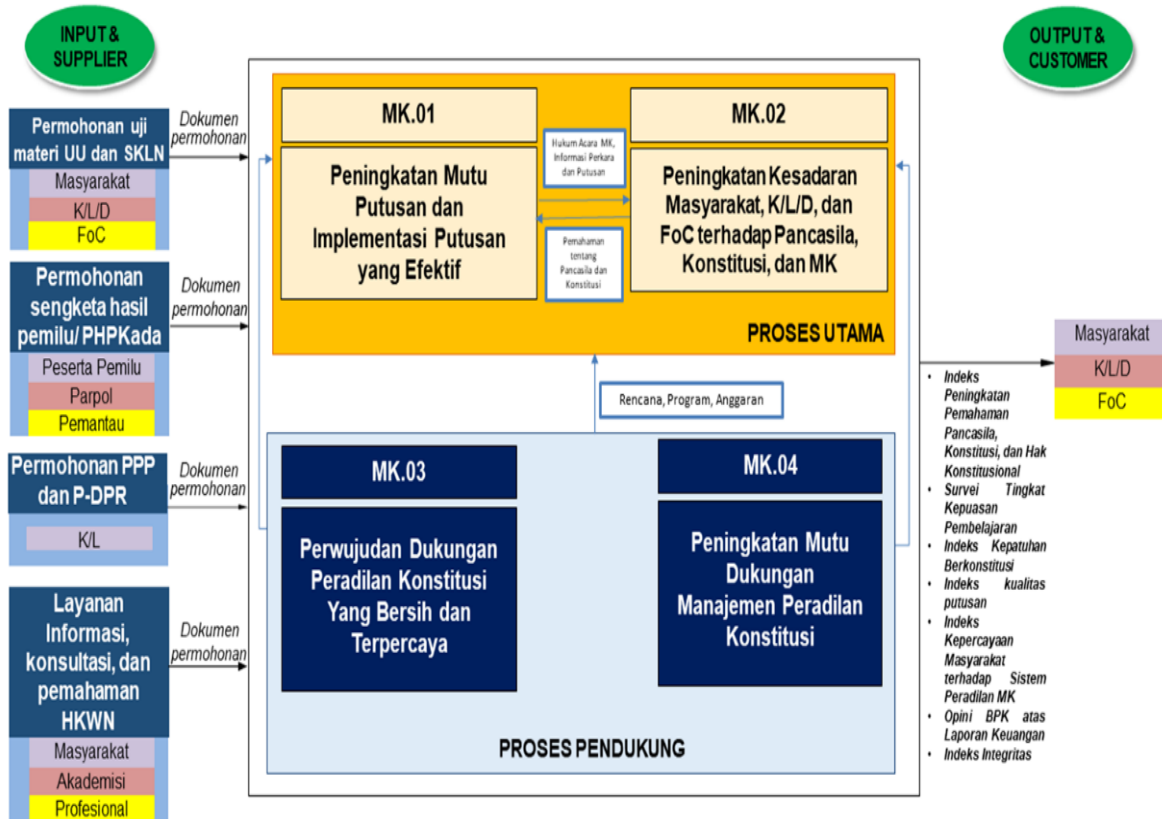 INPUT &
SUPPLIER
Permohonan uji
materi UU dan SKLN
Masyarakat
K/L/D
FoC
Dokumen
permohonan
Permohonan
sengketa hasil
pemilu/ PHPKada
Peserta Pemilu
Parpol
Pemantau
Dokumen
permohonan
Permohonan PPP
dan P-DPR
K/L
Dokumen
permohonan
Layanan
Informasi,
konsultasi, dan
pemahaman
HKWN
Masyarakat
Akademisi
Profesional
Dokumen
permohonan
MK.01
Peningkatan Mutu
Putusan dan
Implementasi Putusan
yang Efektif
Hukum Acara MK,
Informasi Perkara
dan Putusan
Pemahaman
tentang
Pancasila dan
Konstitusi
MK.02
Peningkatan Kesadaran
Masyarakat, K/L/D, dan
FoC terhadap Pancasila,
Konstitusi, dan MK
PROSES UTAMA
Rencana, Program, Anggaran
MK.03
Perwujudan Dukungan
Peradilan Konstitusi
Yang Bersih dan
Terpercaya
MK.04
Peningkatan Mutu
Dukungan
Manajemen Peradilan
Konstitusi
PROSES PENDUKUNG
OUTPUT &
CUSTOMER
Masyarakat
K/L/D
FoC
• Indeks
Peningkatan
Pemahaman
Pancasila,
Konstitusi, dan Hak
Konstitusional
• Survei Tingkat
Kepuasan
Pembelajaran
• Indeks Kepatuhan
Berkonstitusi
• Indeks kualitas
putusan
• Indeks
Kepercayaan
Masyarakat
terhadap Sistem
Peradilan MK
• Opini BPK atas
Laporan Keuangan
• Indeks Integritas